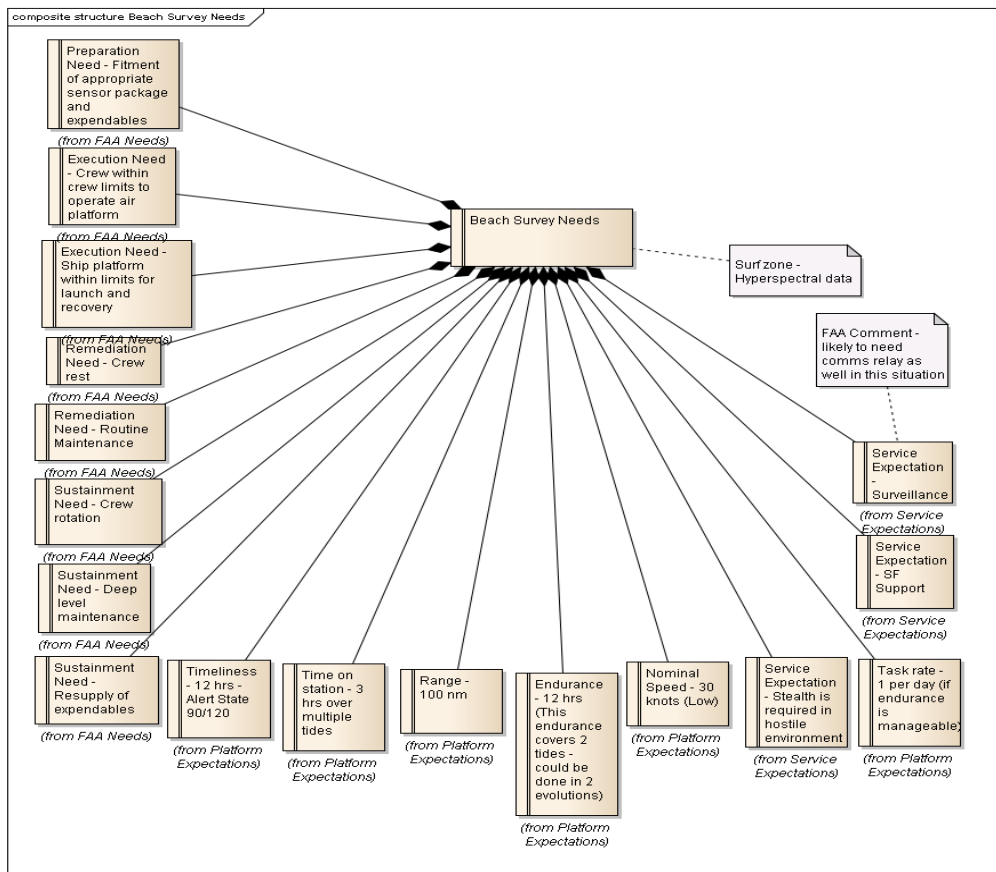 composite structure Beach Survey Needs
Preparation
Need - Fitment
of appropriate
sensor package
and
expendables
(from FAA Needs)
Execution Need
- Crew within
crew limits to
operate air
platform
(from FAA Needs)
Execution Need -
Ship platform
within limits for
launch and
recovery
(from FAA Needs)
Remediation
Need - Crew
rest
(from FAA Needs)
Remediation
Need - Routine
Maintenance
(from FAA Needs)
Sustainment
Need - Crew
rotation
(from FAA Needs)
Sustainment
Need - Deep
level
maintenance
(from FAA Needs)
Sustainment
Need -
Resupply of
expendables
(from FAA Needs)
Beach Survey Needs
Surf zone -
Hyperspectral data
FAA Comment -
likely to need
comms relay as
well in this situation
Service
Expectation
-
Surveillance
(from Service
Expectations)
Service
Expectation
- SF
Support
(from Service
Expectations)
Timeliness
- 12 hrs -
Alert State
90/120
(from Platform
Expectations)
Time on
station - 3
hrs over
multiple
tides
(from Platform
Expectations)
Range -
100 nm
(from Platform
Expectations)
Endurance
- 12 hrs
(This
endurance
covers 2
tides -
could be
done in 2
evolutions)
(from Platform
Expectations)
Nominal
Speed - 30
knots (Low)
(from Platform
Expectations)
Service
Expectation
- Stealth is
required in
hostile
environment
(from Service
Expectations)
Task rate -
1 per day (if
endurance
is
manageable)
(from Platform
Expectations)